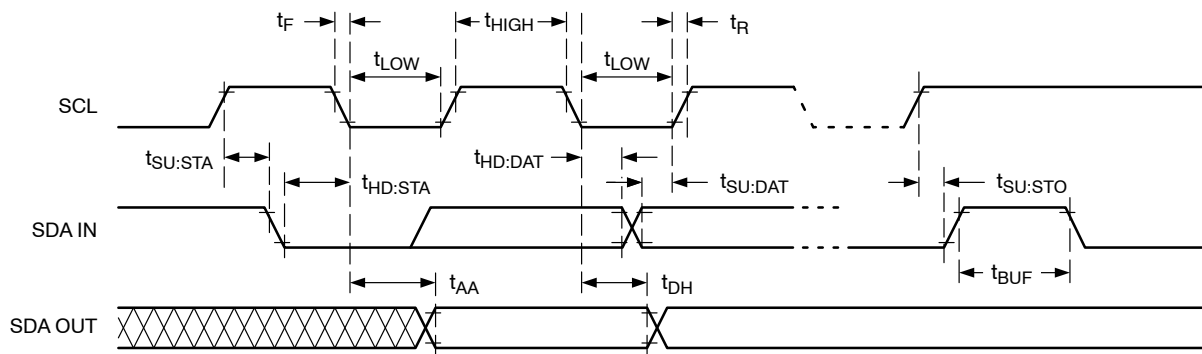 tF
tHIGH
tR
tLOW
tLOW
SCL
tSU:STA
tHD:STA
tHD:DAT
tSU:DAT
tSU:STO
SDA IN
tAA
tDH
tBUF
SDA OUT